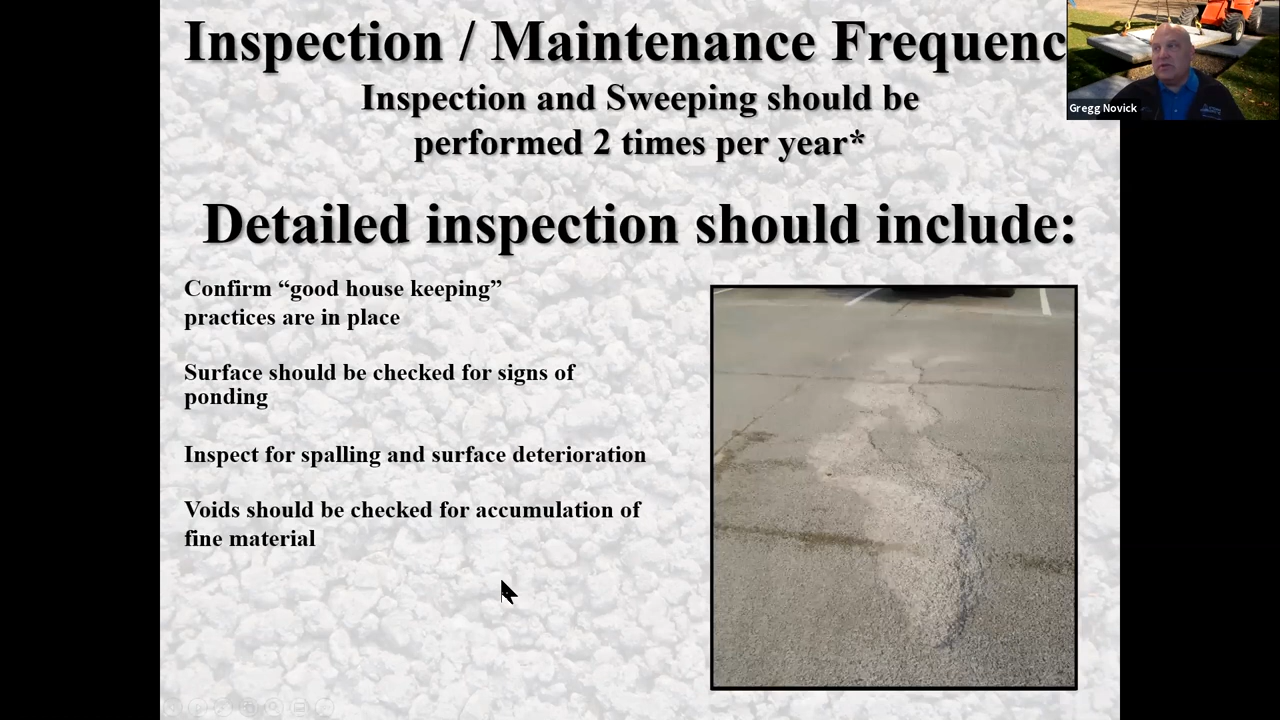 Inspection / Maintenance Frequenc
Inspection and Sweeping should be
performed 2 times per year*
Detailed inspection should include:
Confirm “good house keeping”
practices are in place
Surface should be checked for signs of
ponding
Inspect for spalling and surface deterioration
Voids should be checked for accumulation of
fine material
Gregg Novick